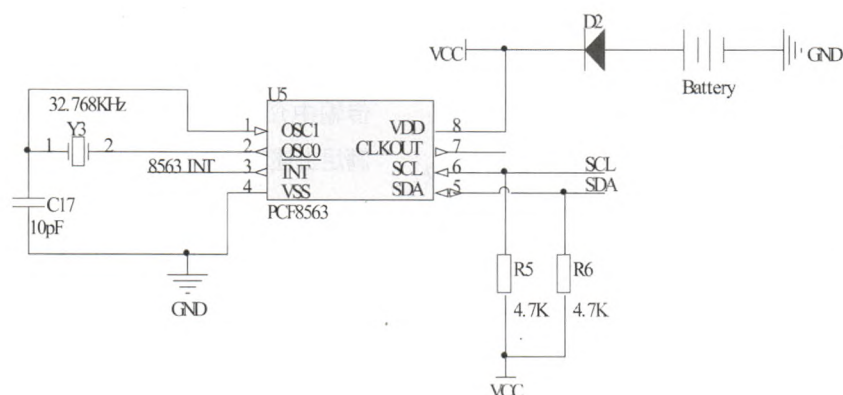 D2
VCC
GND
Battery
U5
32.768KHz
1 OSC1 VDD 8
Y3
1 2
2 OSC0 CLKOUT 7
8563 INT 3 INT SCL 6 SCL
4 VSS SDA 5 SDA
C17
PCF8563
10pF
R5 R6
GND
4.7K 4.7K
VCC